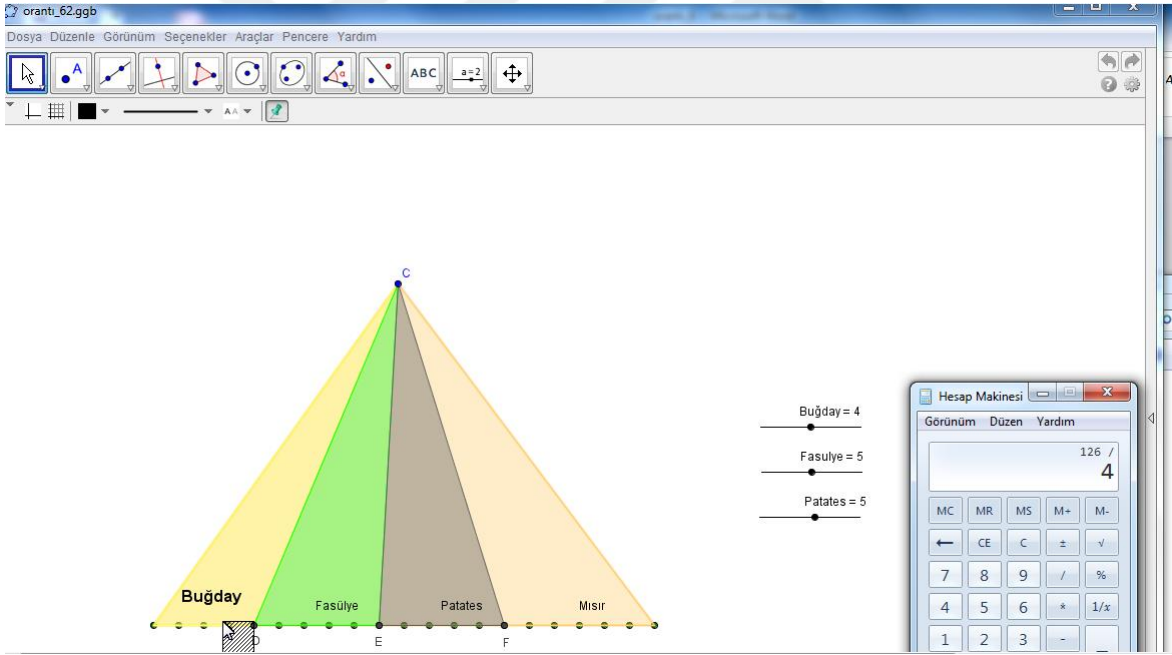 orantı_62.ggb
Dosya Düzenle Görünüm Seçenekler Araçlar Pencere Yardım
A ABC a=2
AA
C
Buğday = 4
Fasulye = 5
Patates = 5
Buğday Fasülye Patates Mısır
D E F
Hesap Makinesi
Görünüm Düzen Yardım
126 /
4
MC MR MS M+ M-
← CE C ± √
7 8 9 / %
4 5 6 * 1/x
1 2 3 -